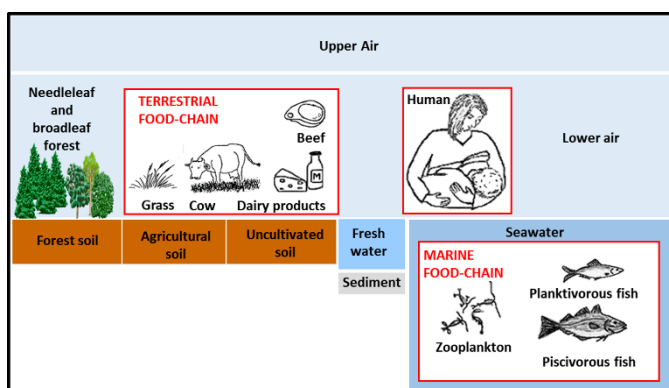 Upper Air
Needleleaf
and
broadleaf
forest
TERRESTRIAL
FOOD-CHAIN
Beef
M
Grass
Cow
Dairy products
Human
Lower air
Forest soil
Agricultural
soil
Uncultivated
soil
Fresh
water
Sediment
Seawater
MARINE
FOOD-CHAIN
Planktivorous fish
Zooplankton
Piscivorous fish